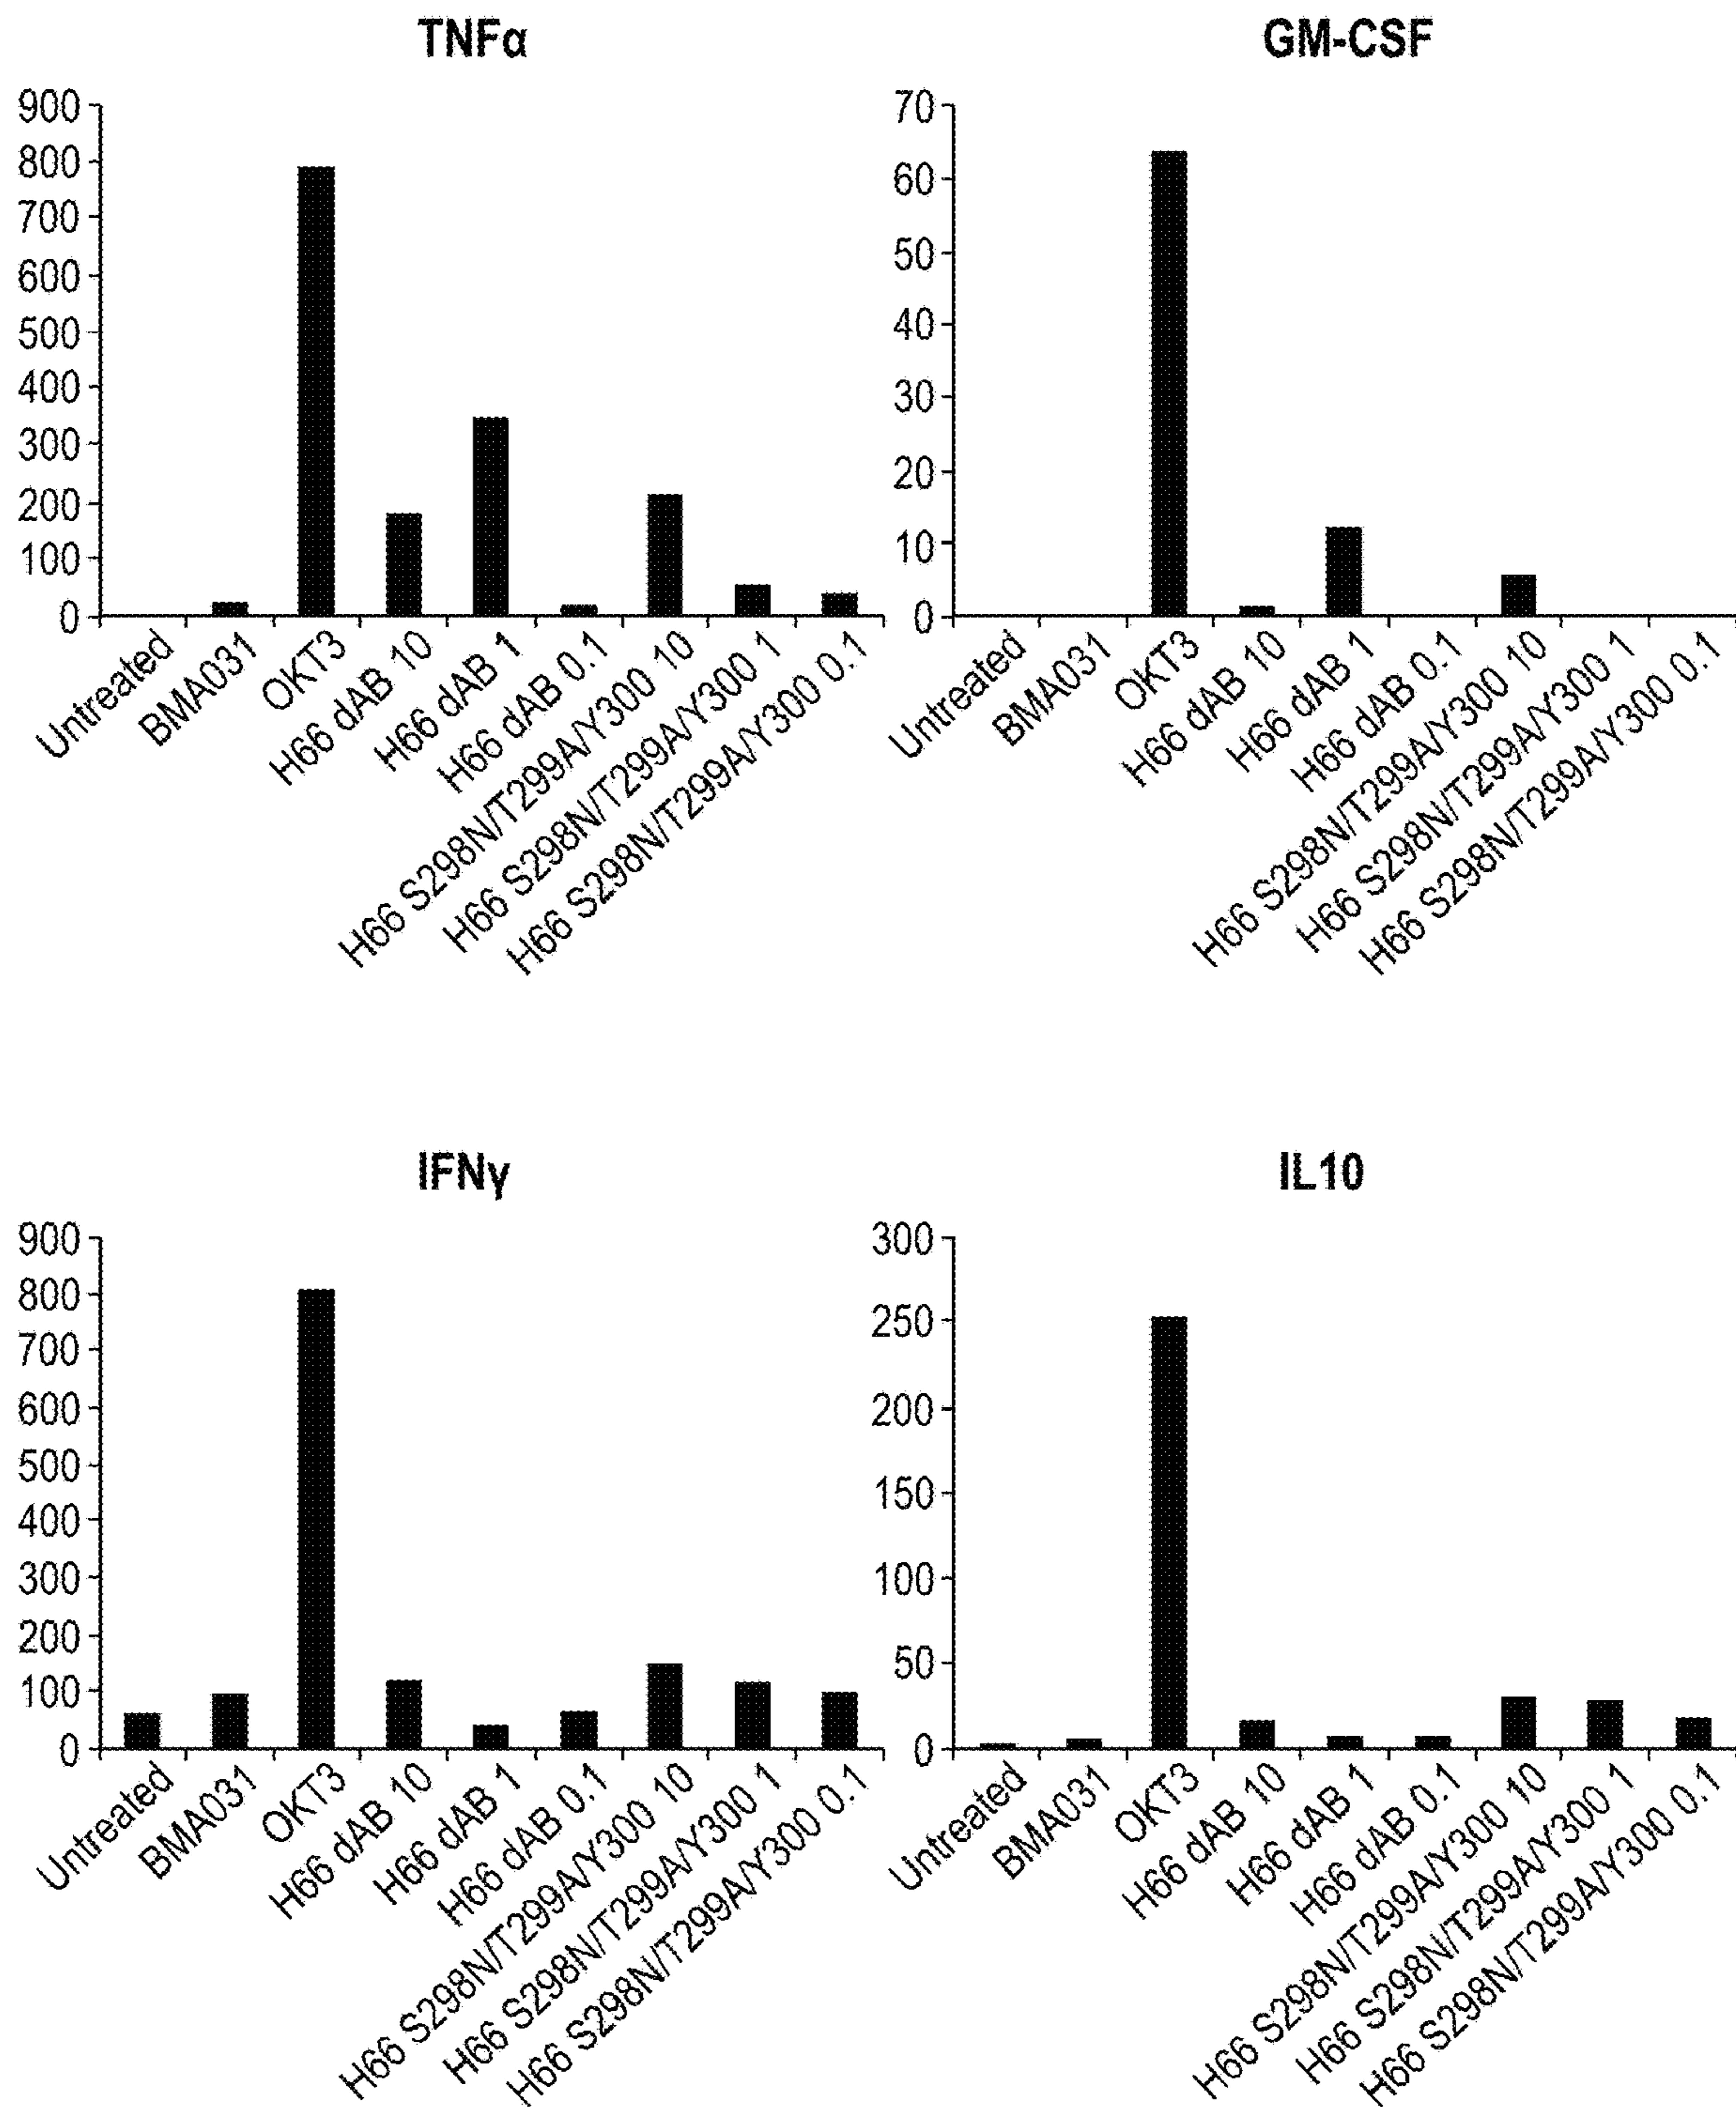 TNFα
900
800
700
600
500
400
300
200
100
0
Untreated
BMA031
OKT3
H66 dAB 10
H66 dAB 1
H66 dAB 0.1
H66 S298N/T299A/Y300 10
H66 S298N/T299A/Y300 1
H66 S298N/T299A/Y300 0.1
GM-CSF
70
60
50
40
30
20
10
0
Untreated
BMA031
OKT3
H66 dAB 10
H66 dAB 1
H66 dAB 0.1
H66 S298N/T299A/Y300 10
H66 S298N/T299A/Y300 1
H66 S298N/T299A/Y300 0.1
IFNγ
900
800
700
600
500
400
300
200
100
0
Untreated
BMA031
OKT3
H66 dAB 10
H66 dAB 1
H66 dAB 0.1
H66 S298N/T299A/Y300 10
H66 S298N/T299A/Y300 1
H66 S298N/T299A/Y300 0.1
IL10
300
250
200
150
100
50
0
Untreated
BMA031
OKT3
H66 dAB 10
H66 dAB 1
H66 dAB 0.1
H66 S298N/T299A/Y300 10
H66 S298N/T299A/Y300 1
H66 S298N/T299A/Y300 0.1